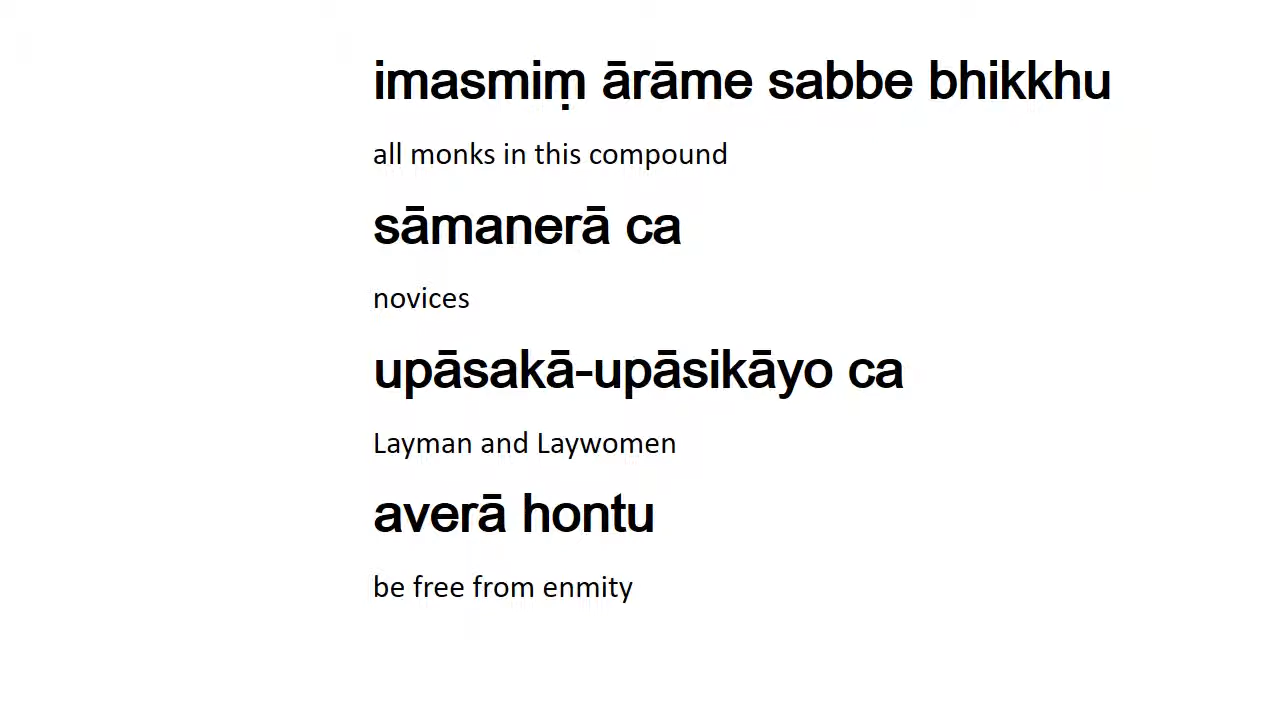 imasmiṃ ārāme sabbe bhikkhu
all monks in this compound
sāmanerā ca
novices
upāsakā-upāsikāyo ca
Layman and Laywomen
averā hontu
be free from enmity